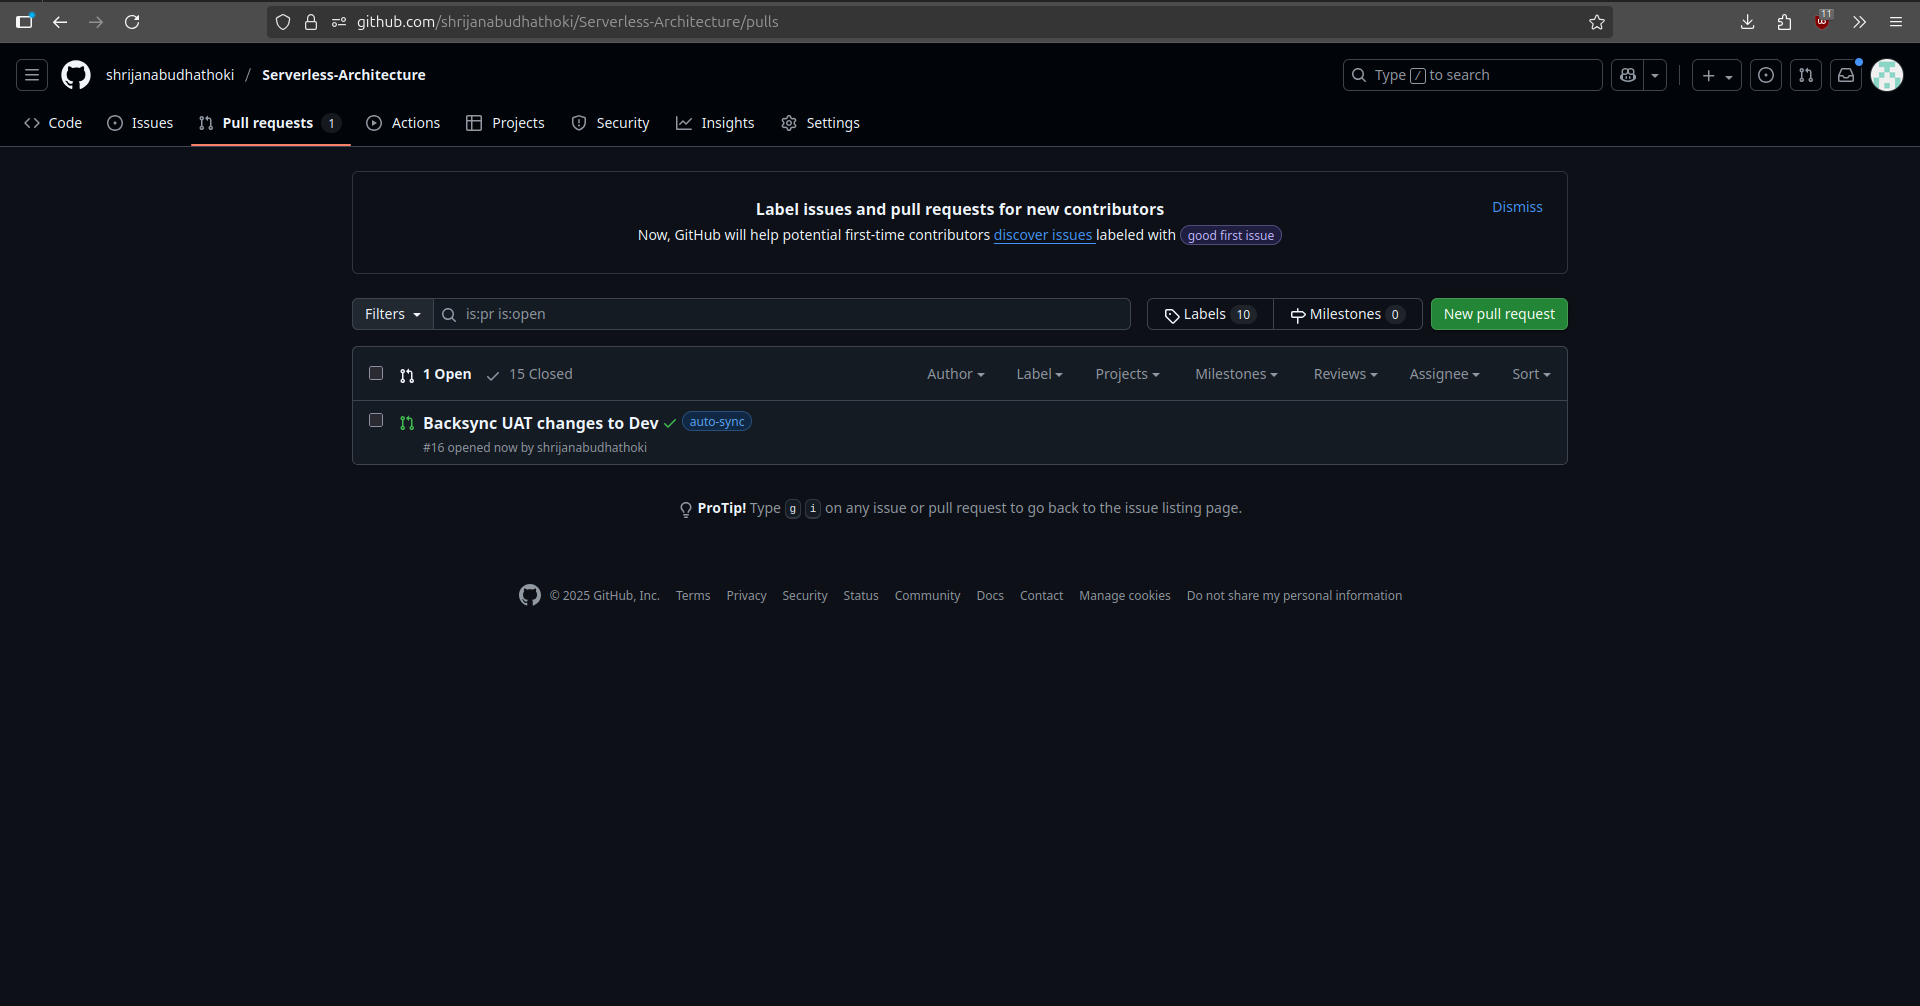 github.com/shrijanabudhathoki/Serverless-Architecture/pulls
11
shrijanabudhathoki / Serverless-Architecture
Type / to search
Code
Issues
Pull requests 1
Actions
Projects
Security
Insights
Settings
Label issues and pull requests for new contributors
Dismiss
Now, GitHub will help potential first-time contributors discover issues labeled with good first issue
Filters
is:pr is:open
Labels 10
Milestones 0
New pull request
1 Open
15 Closed
Author
Label
Projects
Milestones
Reviews
Assignee
Sort
Backsync UAT changes to Dev
auto-sync
#16 opened now by shrijanabudhathoki
ProTip! Type g i on any issue or pull request to go back to the issue listing page.
© 2025 GitHub, Inc. Terms Privacy Security Status Community Docs Contact Manage cookies Do not share my personal information